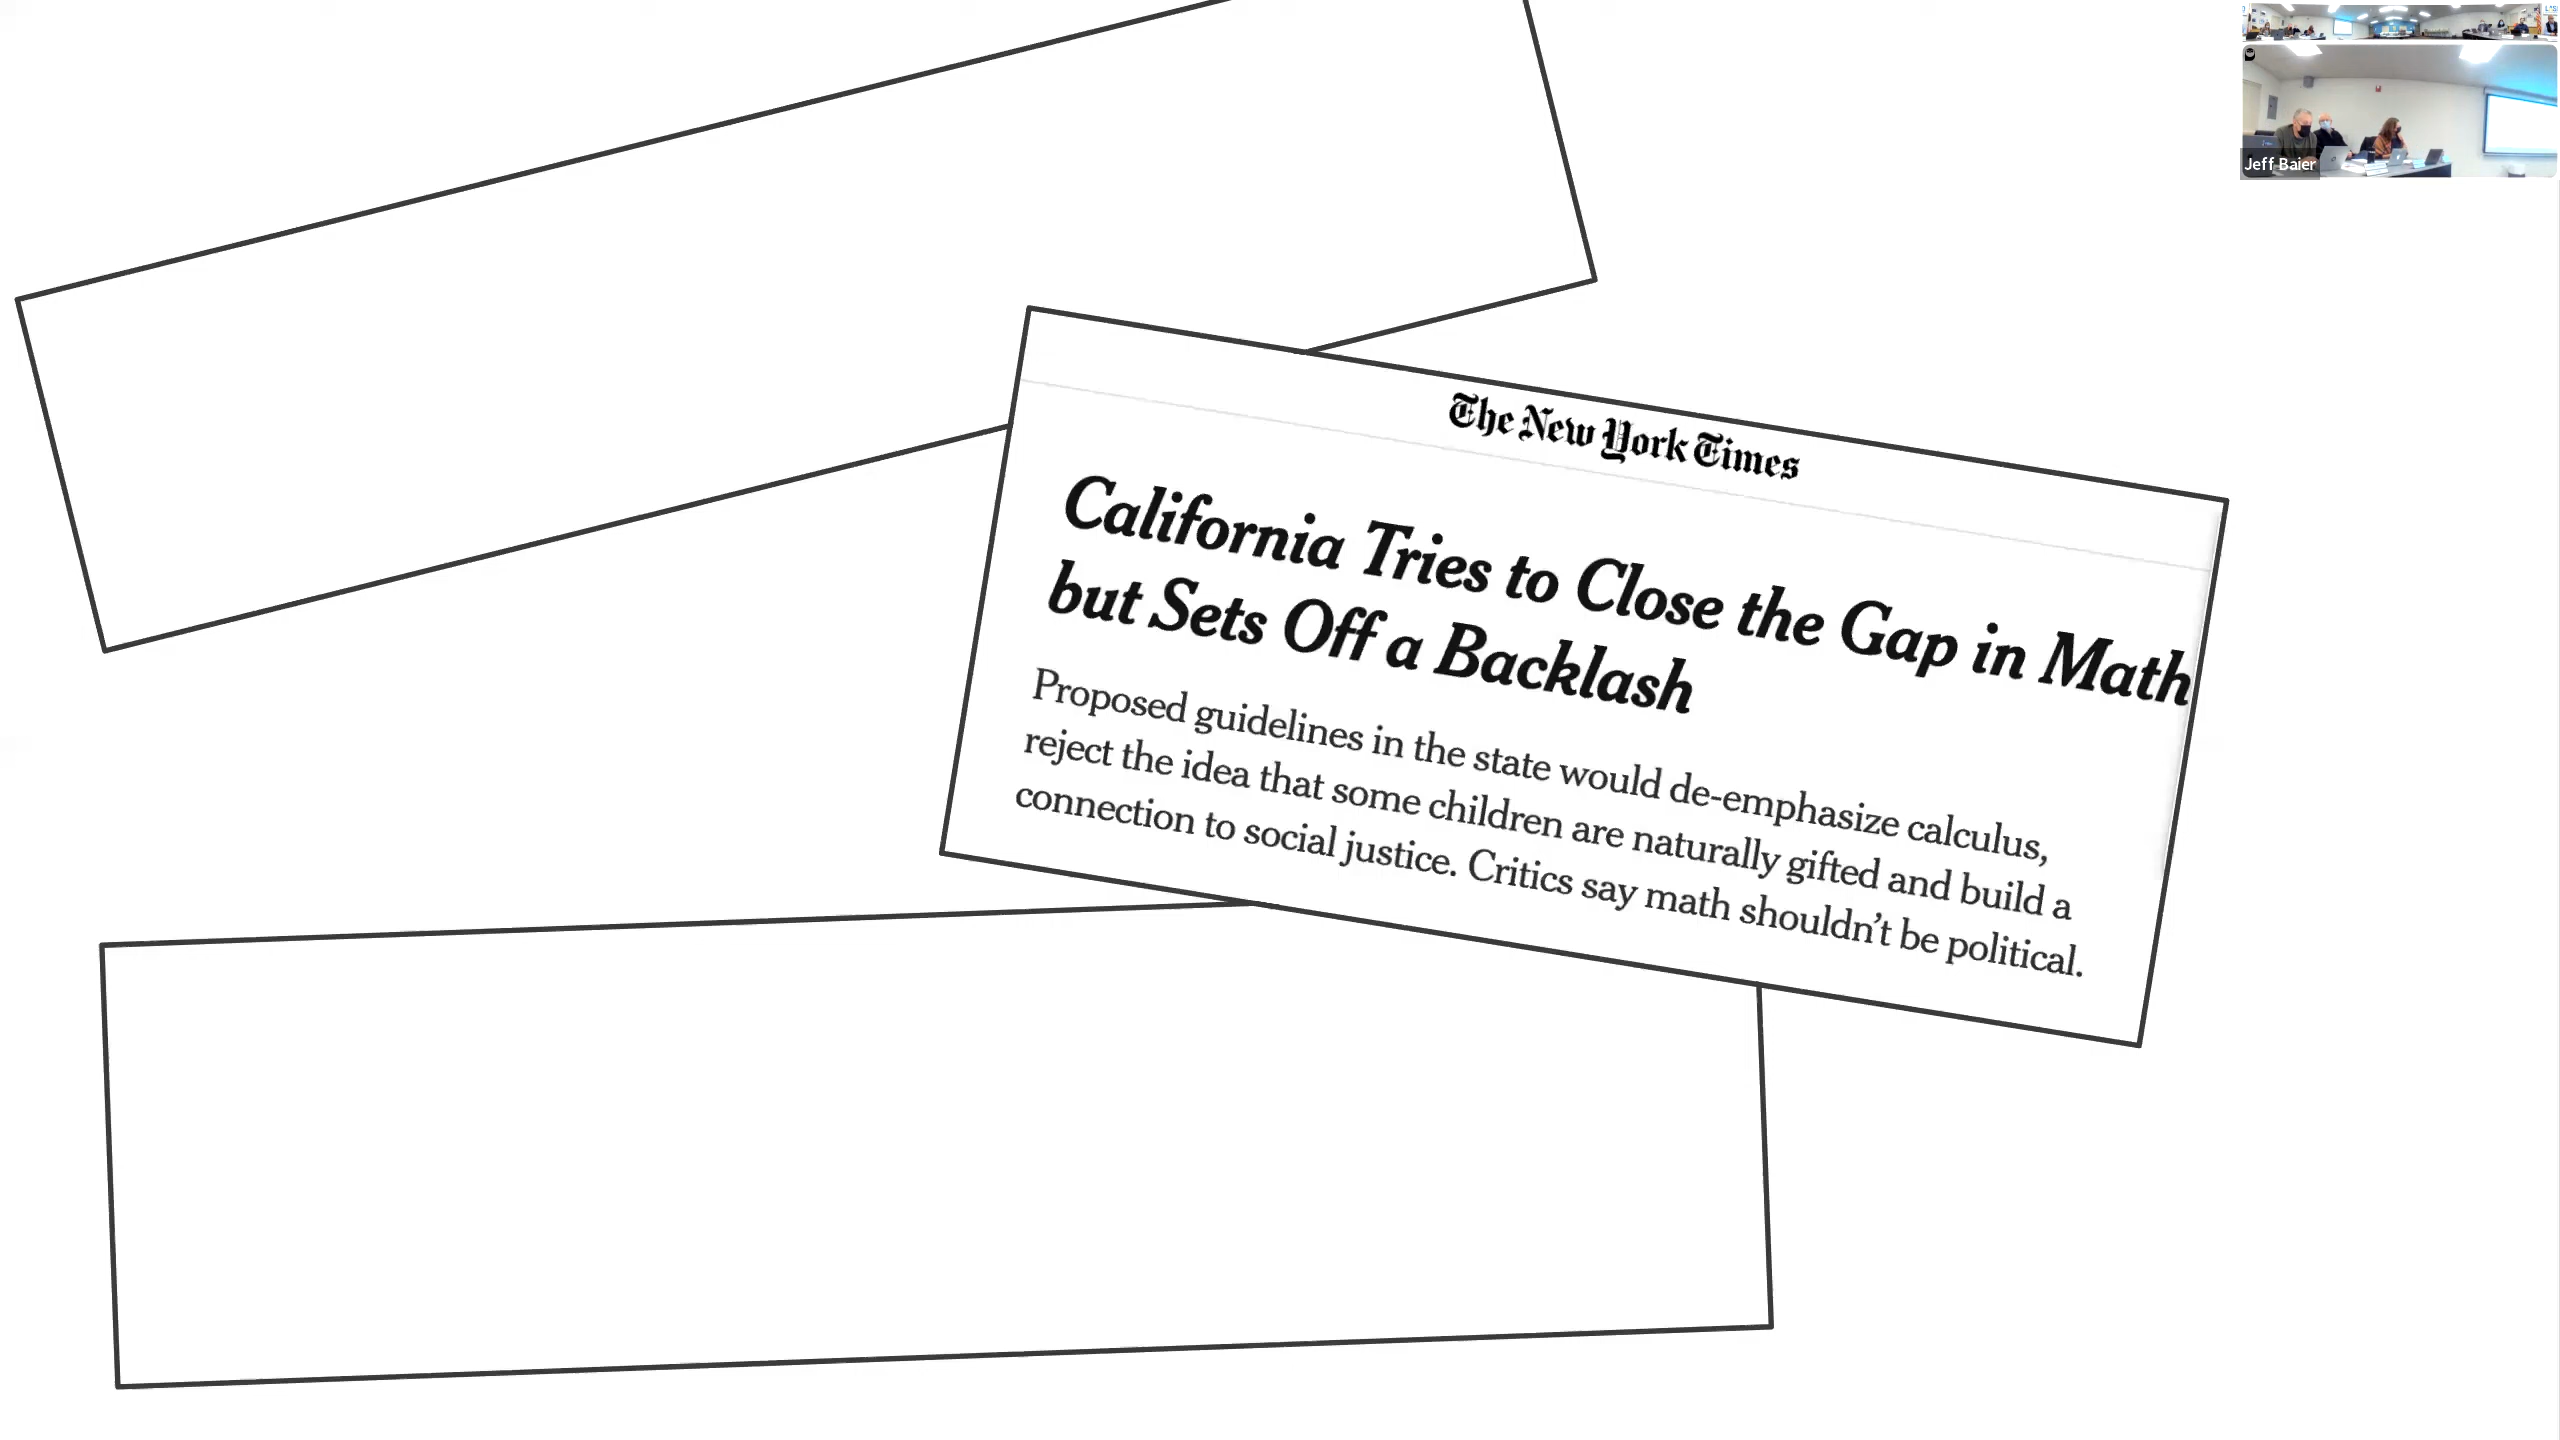 The New York Times
California Tries to Close the Gap in Math
but Sets Off a Backlash
Proposed guidelines in the state would de-emphasize calculus,
reject the idea that some children are naturally gifted and build a
connection to social justice. Critics say math shouldn’t be political.
Jeff Baier